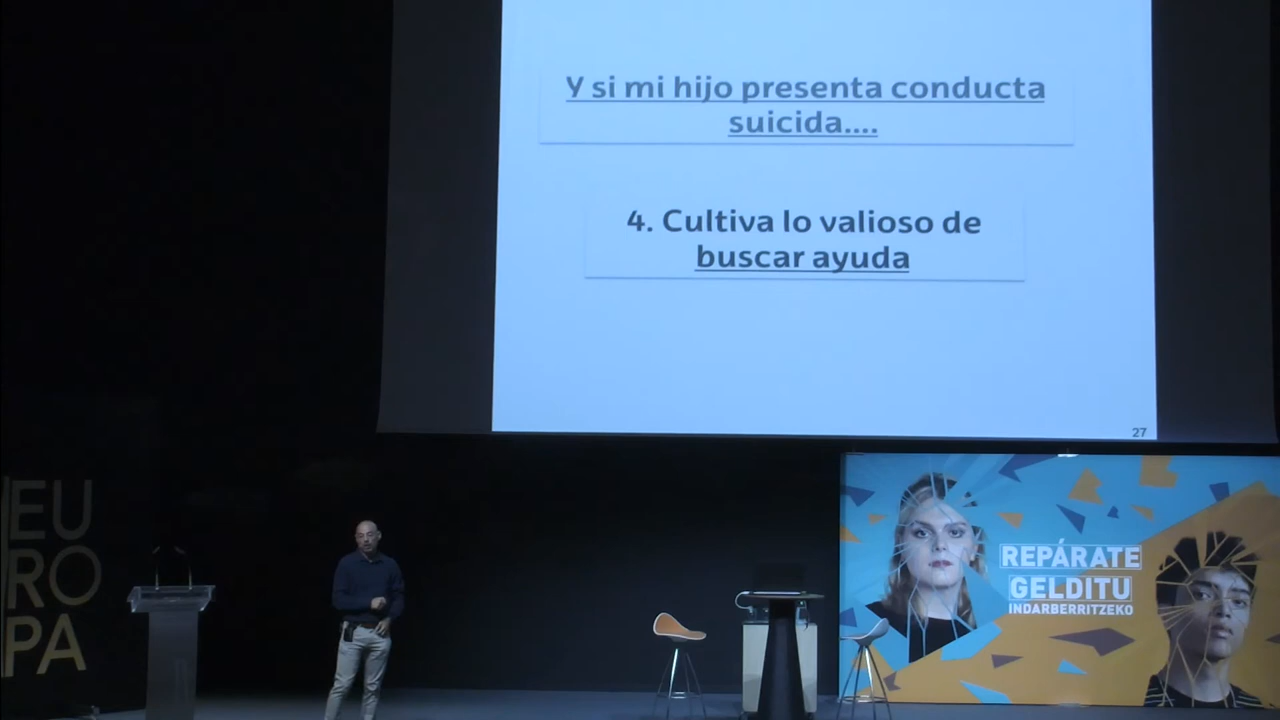 Y si mi hijo presenta conducta
suicida....
4. Cultiva lo valioso de
buscar ayuda
27
EU
RO
PA
REPÁRATE
GELDITU
INDARBERRITZEKO